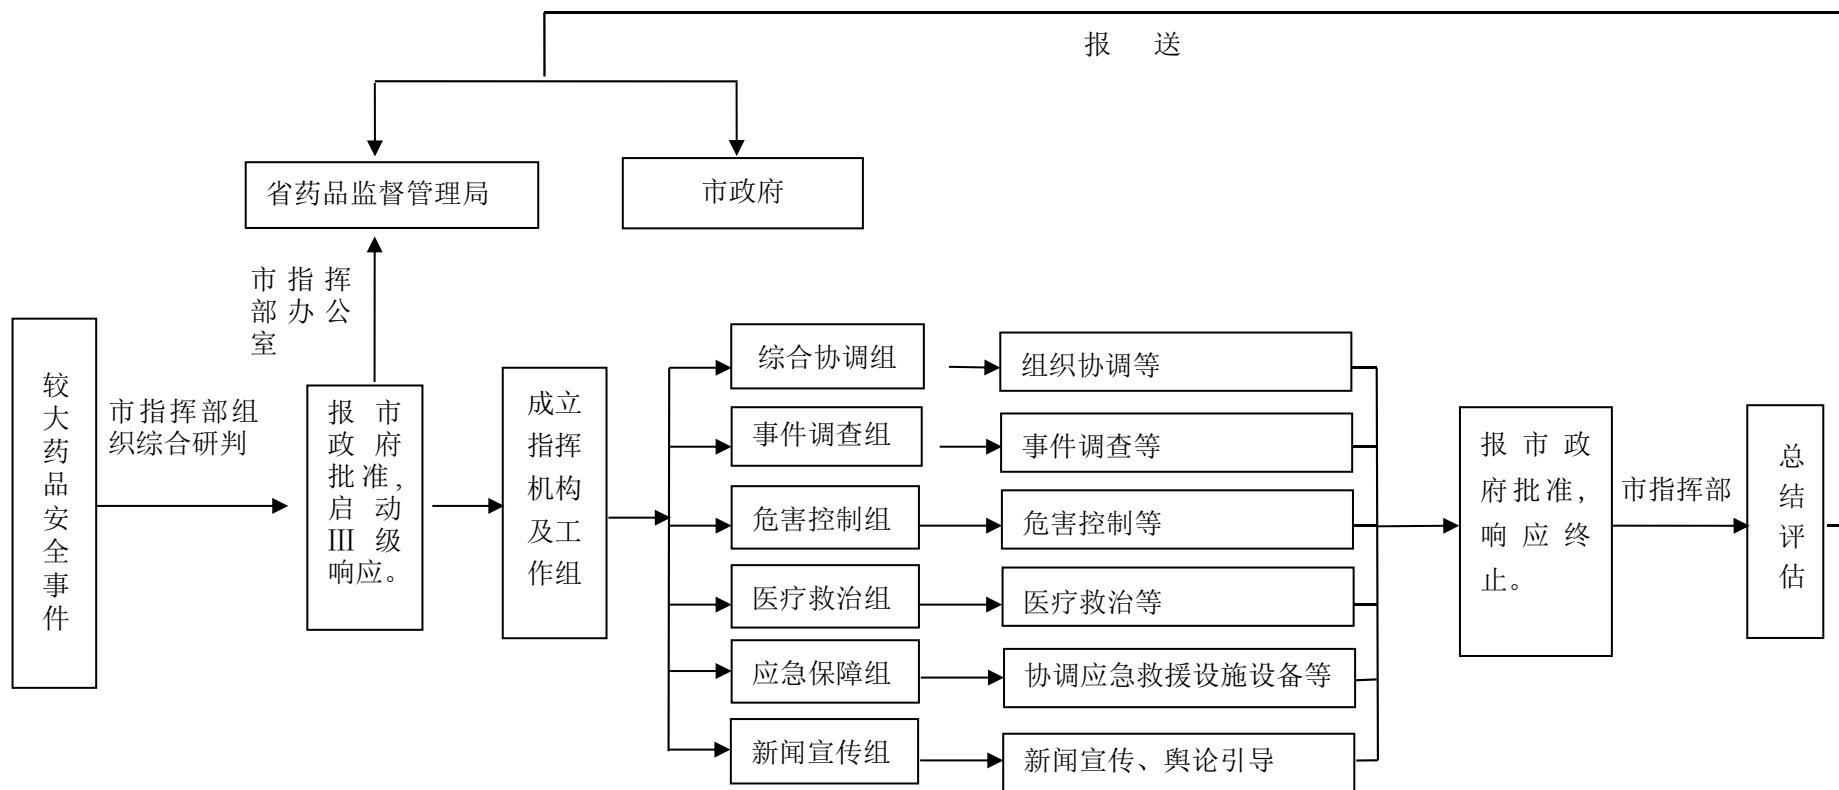 报 送
省药品监督管理局
市政府
市指挥
部办公
室
较
大
药
品
安
全
事
件
市指挥部组
织综合研判
报市
政府
批准，
启动
III级
响应。
成立
指挥
机构
及工
作组
综合协调组
组织协调等
事件调查组
事件调查等
危害控制组
危害控制等
医疗救治组
医疗救治等
应急保障组
协调应急救援设施设备等
新闻宣传组
新闻宣传、舆论引导
报市政
府批准，
响应终
止。
市指挥部
总
结
评
估